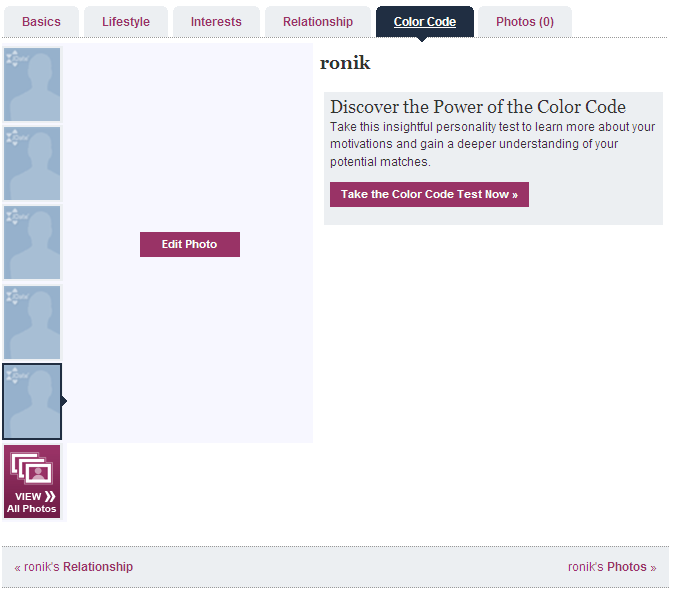 Basics Lifestyle Interests Relationship Color Code Photos (0)
ronik
Discover the Power of the Color Code
Take this insightful personality test to learn more about your
motivations and gain a deeper understanding of your
potential matches.
Take the Color Code Test Now »
Edit Photo
VIEW »
All Photos
« ronik's Relationship
ronik's Photos »